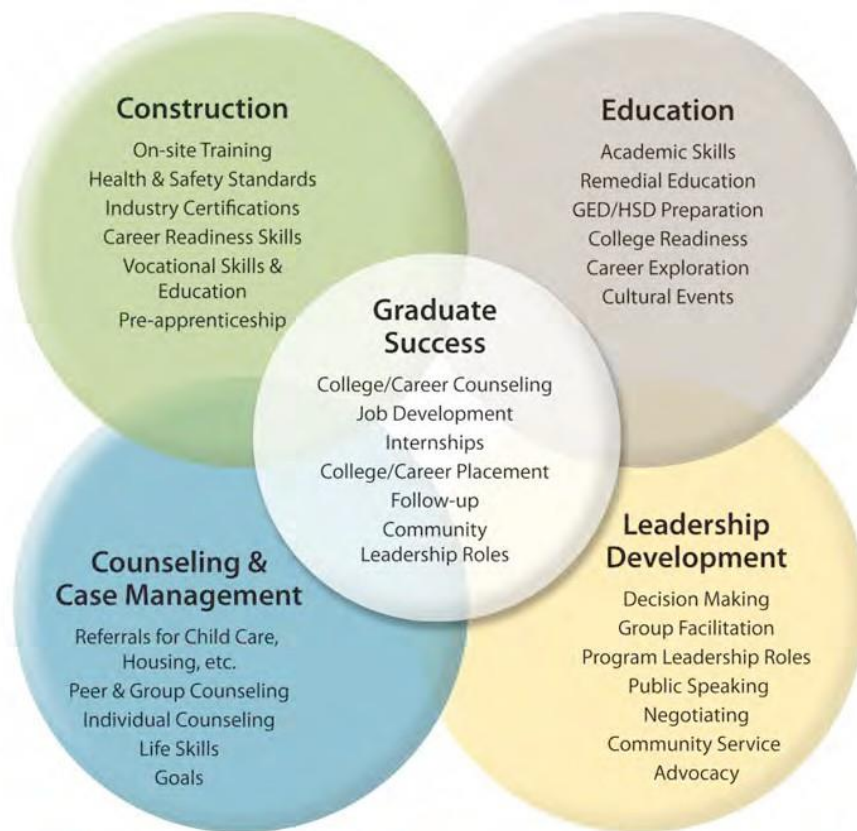 Construction
On-site Training
Health & Safety Standards
Industry Certifications
Career Readiness Skills
Vocational Skills &
Education
Pre-apprenticeship
Education
Academic Skills
Remedial Education
GED/HSD Preparation
College Readiness
Career Exploration
Cultural Events
Graduate
Success
College/Career Counseling
Job Development
Internships
College/Career Placement
Follow-up
Community
Leadership Roles
Counseling &
Case Management
Referrals for Child Care,
Housing, etc.
Peer & Group Counseling
Individual Counseling
Life Skills
Goals
Leadership
Development
Decision Making
Group Facilitation
Program Leadership Roles
Public Speaking
Negotiating
Community Service
Advocacy